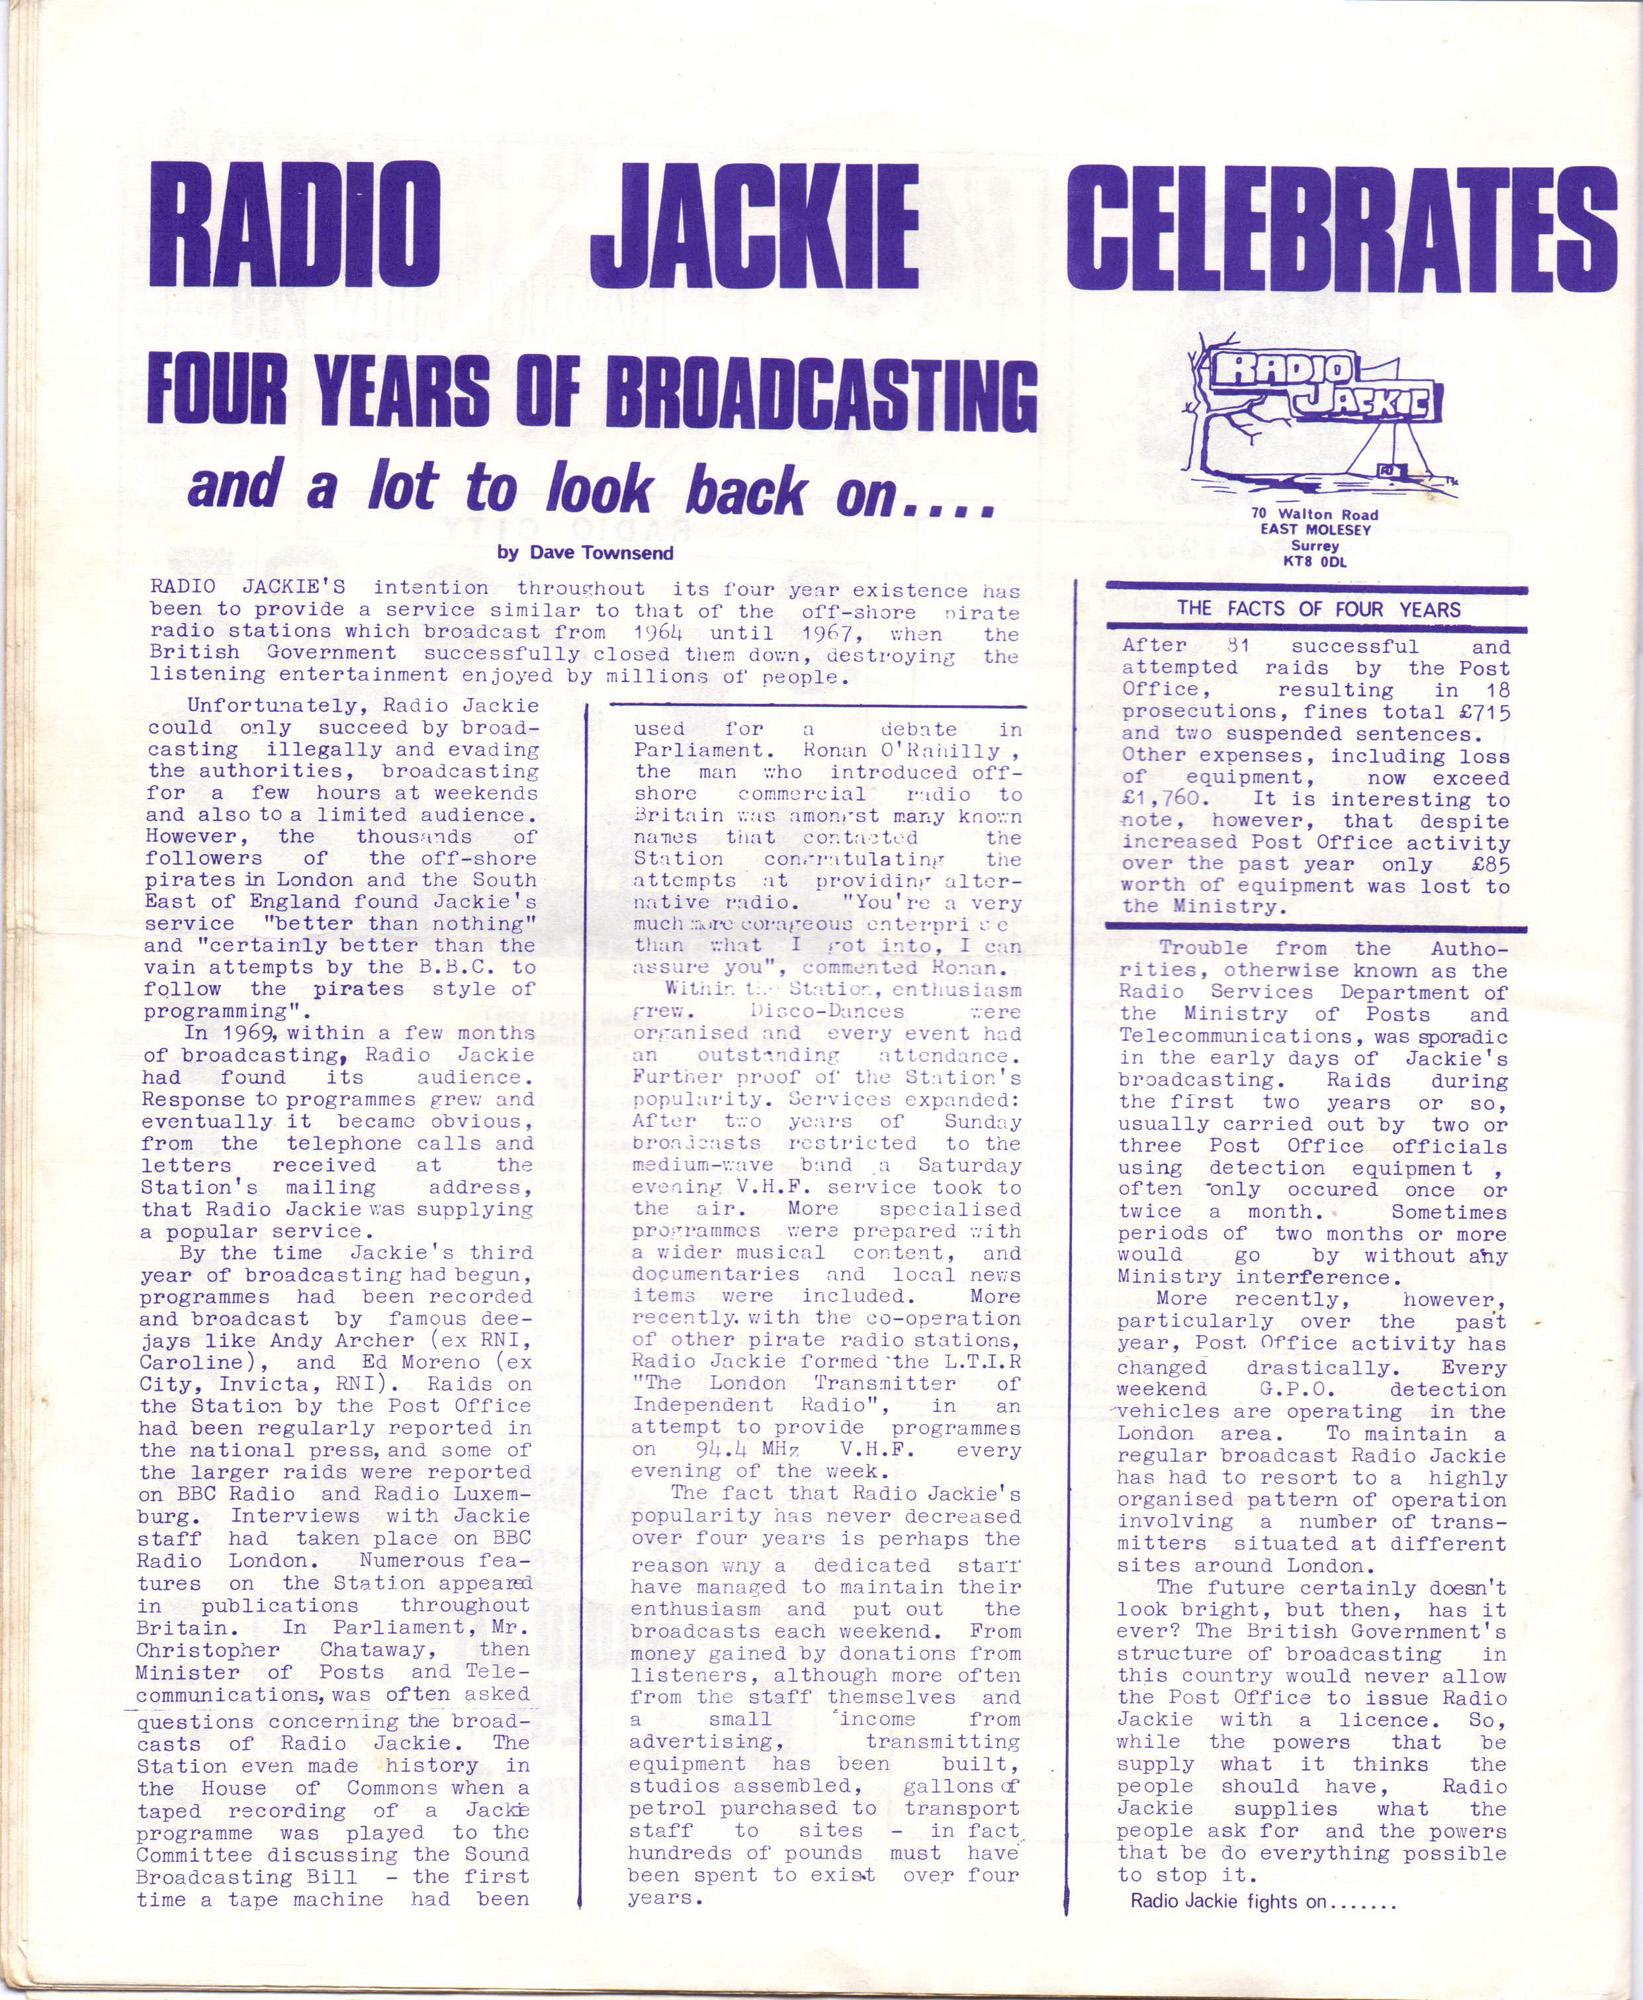 RADIO JACKIE CELEBRATES
FOUR YEARS OF BROADCASTING
and a lot to look back on....
by Dave Townsend
RADIO JACKIE
70 Walton Road
EAST MOLESEY
Surrey
KT8 0DL
RADIO JACKIE'S intention throughout its four year existence has
been to provide a service similar to that of the off-shore pirate
radio stations which broadcast from 1964 until 1967, when the
British Government successfully closed them down, destroying the
listening entertainment enjoyed by millions of people.
Unfortunately, Radio Jackie
could only succeed by broad-
casting illegally and evading
the authorities, broadcasting
for a few hours at weekends
and also to a limited audience.
However, the thousands of
followers of the off-shore
pirates in London and the South
East of England found Jackie's
service "better than nothing"
and "certainly better than the
vain attempts by the B.B.C. to
follow the pirates style of
programming".
In 1969, within a few months
of broadcasting, Radio Jackie
had found its audience.
Response to programmes grew and
eventually it became obvious,
from the telephone calls and
letters received at the
Station's mailing address,
that Radio Jackie was supplying
a popular service.
By the time Jackie's third
year of broadcasting had begun,
programmes had been recorded
and broadcast by famous dee-
jays like Andy Archer (ex RNI,
Caroline), and Ed Moreno (ex
City, Invicta, RNI). Raids on
the Station by the Post Office
had been regularly reported in
the national press, and some of
the larger raids were reported
on BBC Radio and Radio Luxem-
burg. Interviews with Jackie
staff had taken place on BBC
Radio London. Numerous fea-
tures on the Station appeared
in publications throughout
Britain. In Parliament, Mr.
Christopher Chataway, then
Minister of Posts and Tele-
communications, was often asked
questions concerning the broad-
casts of Radio Jackie. The
Station even made history in
the House of Commons when a
taped recording of a Jackie
programme was played to the
Committee discussing the Sound
Broadcasting Bill - the first
time a tape machine had been
used for a debate in
Parliament. Ronan O'Rahilly ,
the man who introduced off-
shore commercial radio to
Britain was amongst many known
names that contacted the
Station congratulating the
attempts at providing alter-
native radio. "You're a very
much more corageous enterprise
than what I got into, I can
assure you", commented Ronan.
Within the Station, enthusiasm
grew. Disco-Dances were
organised and every event had
an outstanding attendance.
Further proof of the Station's
popularity. Services expanded:
After two years of Sunday
broadcasts restricted to the
medium-wave band a Saturday
evening V.H.F. service took to
the air. More specialised
programmes were prepared with
a wider musical content, and
documentaries and local news
items were included. More
recently. with the co-operation
of other pirate radio stations,
Radio Jackie formed the L.T.I.R
"The London Transmitter of
Independent Radio", in an
attempt to provide programmes
on 94.4 MHz V.H.F. every
evening of the week.
The fact that Radio Jackie's
popularity has never decreased
over four years is perhaps the
reason why a dedicated staff
have managed to maintain their
enthusiasm and put out the
broadcasts each weekend. From
money gained by donations from
listeners, although more often
from the staff themselves and
a small income from
advertising, transmitting
equipment has been built,
studios assembled, gallons of
petrol purchased to transport
staff to sites - in fact
hundreds of pounds must have
been spent to exist over four
years.
THE FACTS OF FOUR YEARS
After 81 successful and
attempted raids by the Post
Office, resulting in 18
prosecutions, fines total £715
and two suspended sentences.
Other expenses, including loss
of equipment, now exceed
£1,760. It is interesting to
note, however, that despite
increased Post Office activity
over the past year only £85
worth of equipment was lost to
the Ministry.
Trouble from the Autho-
rities, otherwise known as the
Radio Services Department of
the Ministry of Posts and
Telecommunications, was sporadic
in the early days of Jackie's
broadcasting. Raids during
the first two years or so,
usually carried out by two or
three Post Office officials
using detection equipment ,
often only occured once or
twice a month. Sometimes
periods of two months or more
would go by without any
Ministry interference.
More recently, however,
particularly over the past
year, Post Office activity has
changed drastically. Every
weekend G.P.O. detection
vehicles are operating in the
London area. To maintain a
regular broadcast Radio Jackie
has had to resort to a highly
organised pattern of operation
involving a number of trans-
mitters situated at different
sites around London.
The future certainly doesn't
look bright, but then, has it
ever? The British Government's
structure of broadcasting in
this country would never allow
the Post Office to issue Radio
Jackie with a licence. So,
while the powers that be
supply what it thinks the
people should have, Radio
Jackie supplies what the
people ask for and the powers
that be do everything possible
to stop it.
Radio Jackie fights on.......